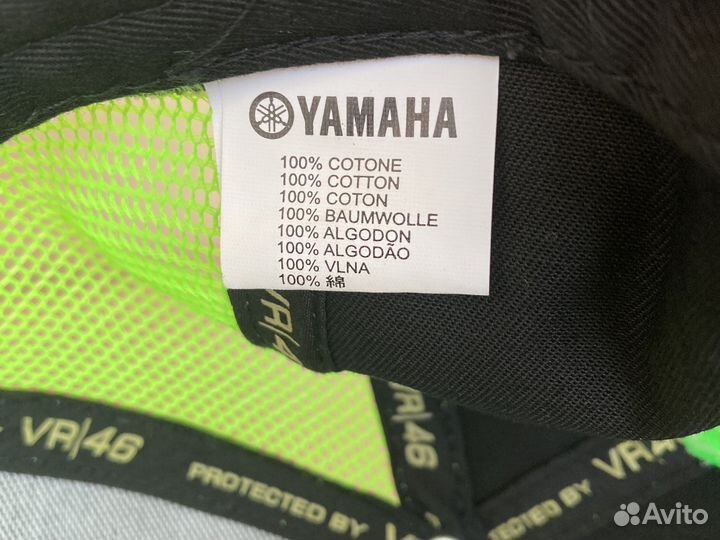 YAMAHA
100% COTONE
100% COTTON
100% COTON
100% BAUMWOLLE
100% ALGODON
100% ALGODÃO
100% VLNA
100% 綿
VR|46
VR|46
VR|46
PROTECTED BY
PROTECTED BY
Avito